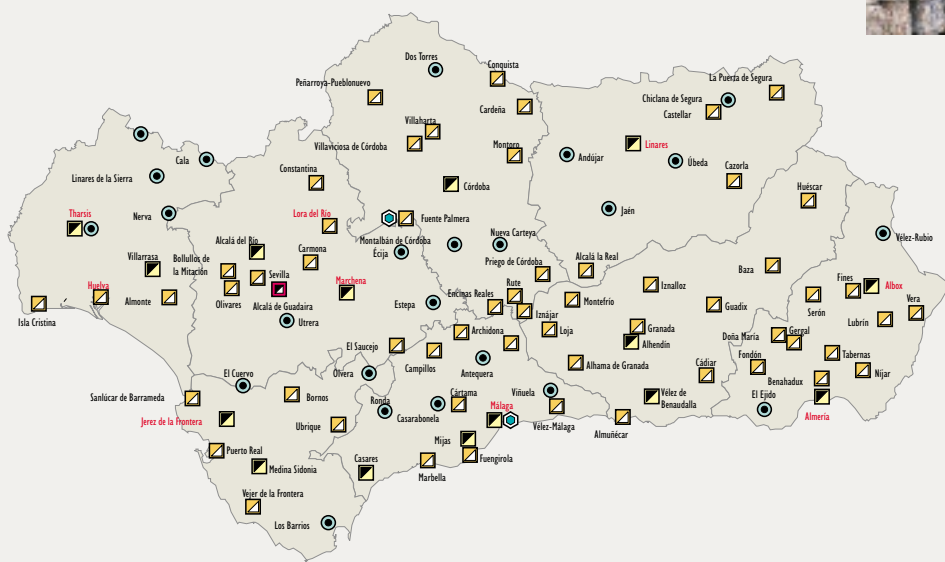 Dos Torres
Conquista
Peñarroya-Pueblonuevo
La Puerta de Segura
Chiclana de Segura
Cardeña
Castellar
Villaharta
Villaviciosa de Córdoba
Montoro
Linares
Cala
Andújar
Úbeda
Linares de la Sierra
Constantina
Cazorla
Córdoba
Huéscar
Tharsis
Nerva
Lora del Río
Fuente Palmera
Jaén
Nueva Carteya
Vélez-Rubio
Alcalá del Río
Montalbán de Córdoba
Écija
Carmona
Villarrasa
Bollullos de
la Mitación
Priego de Córdoba
Alcalá la Real
Baza
Sevilla
Marchena
Fines
Albox
Huelva
Almonte
Olivares
Alcalá de Guadaira
Encinas Reales
Rute
Iznalloz
Isla Cristina
Estepa
Montefrío
Guadix
Serón
Vera
Utrera
Iznájar
Lubrín
Archidona
Loja
Granada
Doña María
Gergal
El Saucejo
Alhendín
Campillos
Fondón
Tabernas
Antequera
Alhama de Granada
Cádiar
Olvera
Benahadux
Níjar
El Cuervo
Sanlúcar de Barrameda
Bornos
Ronda
Cártama
Viñuela
Vélez de
Benaudalla
El Ejido
Casarabonela
Málaga
Almería
Jerez de la Frontera
Ubrique
Vélez-Málaga
Almuñécar
Mijas
Puerto Real
Fuengirola
Medina Sidonia
Casares
Marbella
Vejer de la Frontera
Los Barrios